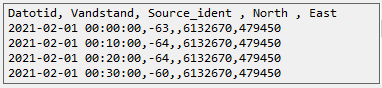 Datotid, Vandstand, Source_ident , North , East
2021-02-01 00:00:00,-63,,6132670,479450
2021-02-01 00:10:00,-64,,6132670,479450
2021-02-01 00:20:00,-64,,6132670,479450
2021-02-01 00:30:00,-60,,6132670,479450